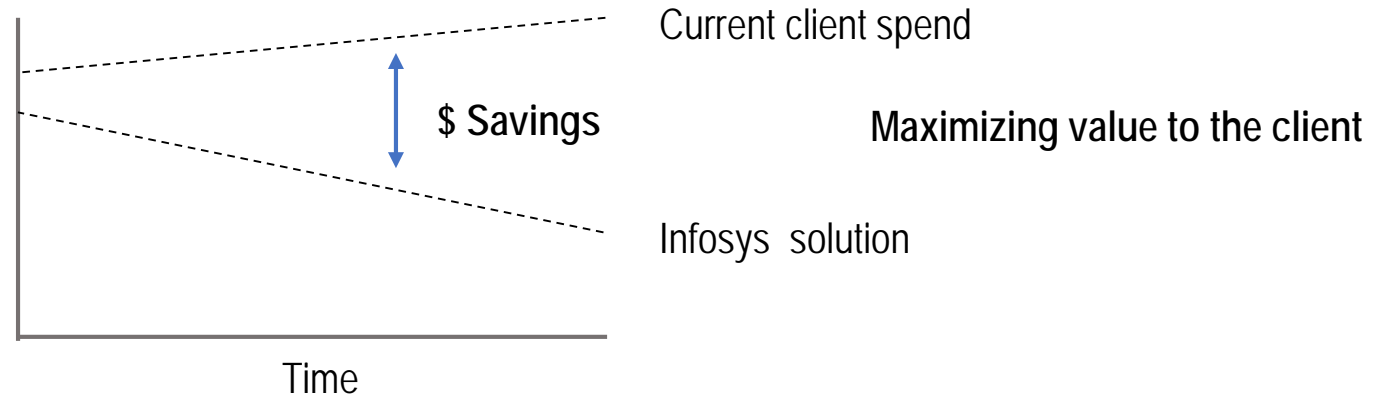 Current client spend
$ Savings
Maximizing value to the client
Infosys solution
Time